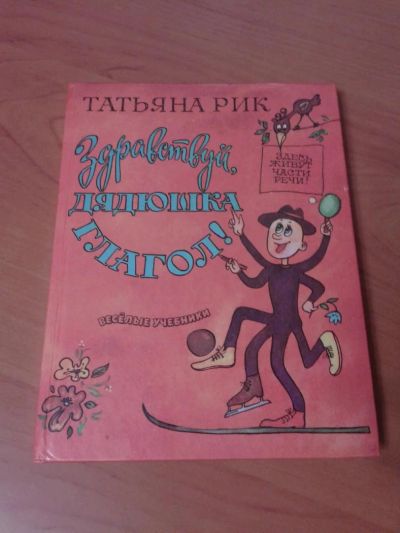 ТАТЬЯНА РИК
Здравствуй,
ДЯДЮШКА
ГЛАГОЛ!
ЗДЕСЬ
ЖИВУТ
ЧАСТИ
РЕЧИ!
ВЕСЁЛЫЕ УЧЕБНИКИ